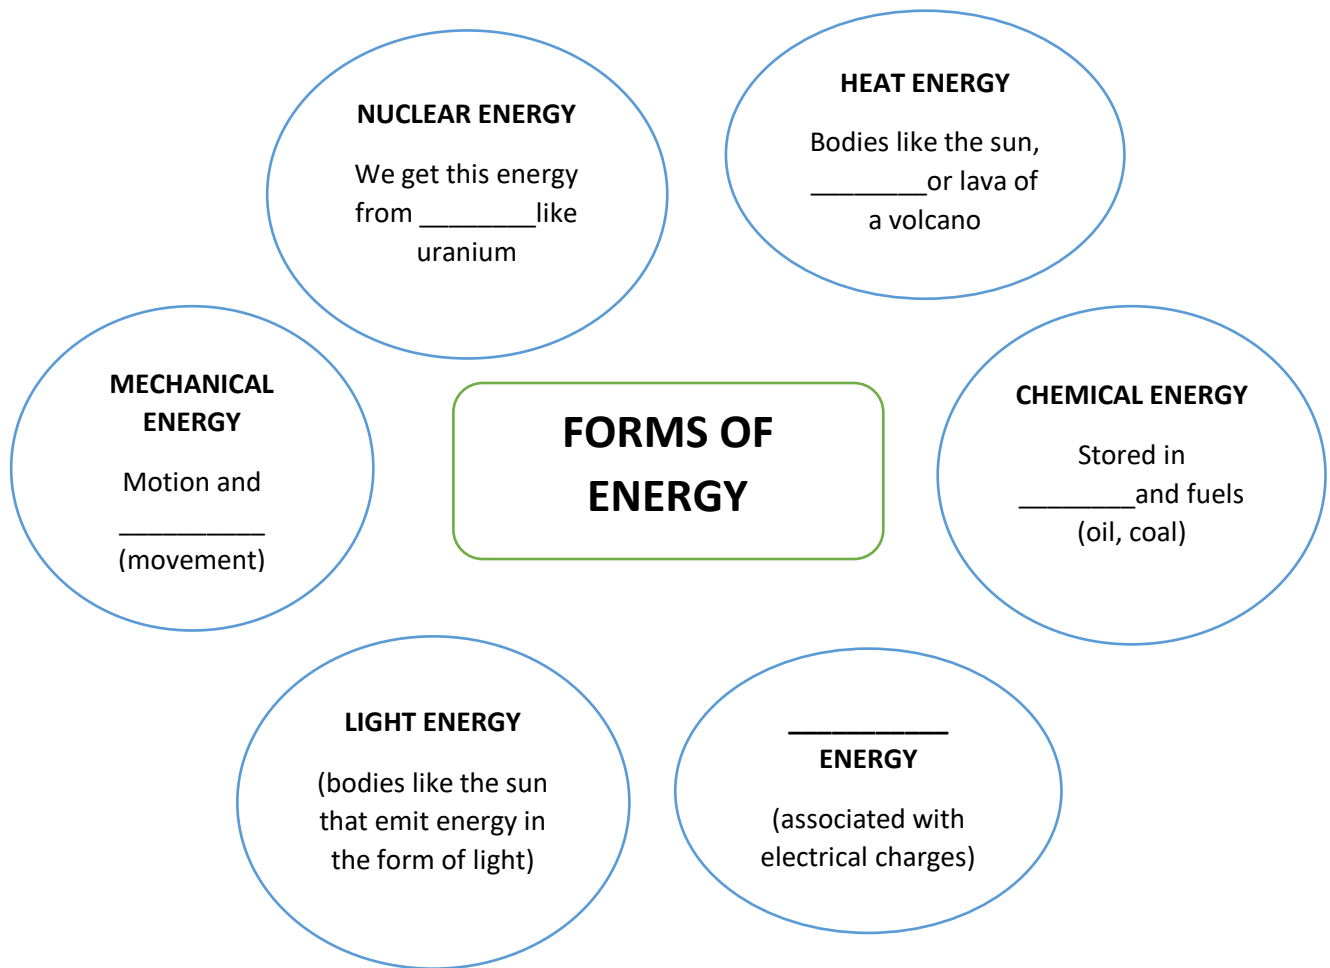 HEAT ENERGY
Bodies like the sun,
________or lava of
a volcano
NUCLEAR ENERGY
We get this energy
from ________like
uranium
MECHANICAL
ENERGY
Motion and
__________
(movement)
FORMS OF
ENERGY
CHEMICAL ENERGY
Stored in
________and fuels
(oil, coal)
LIGHT ENERGY
(bodies like the sun
that emit energy in
the form of light)
___________
ENERGY
(associated with
electrical charges)